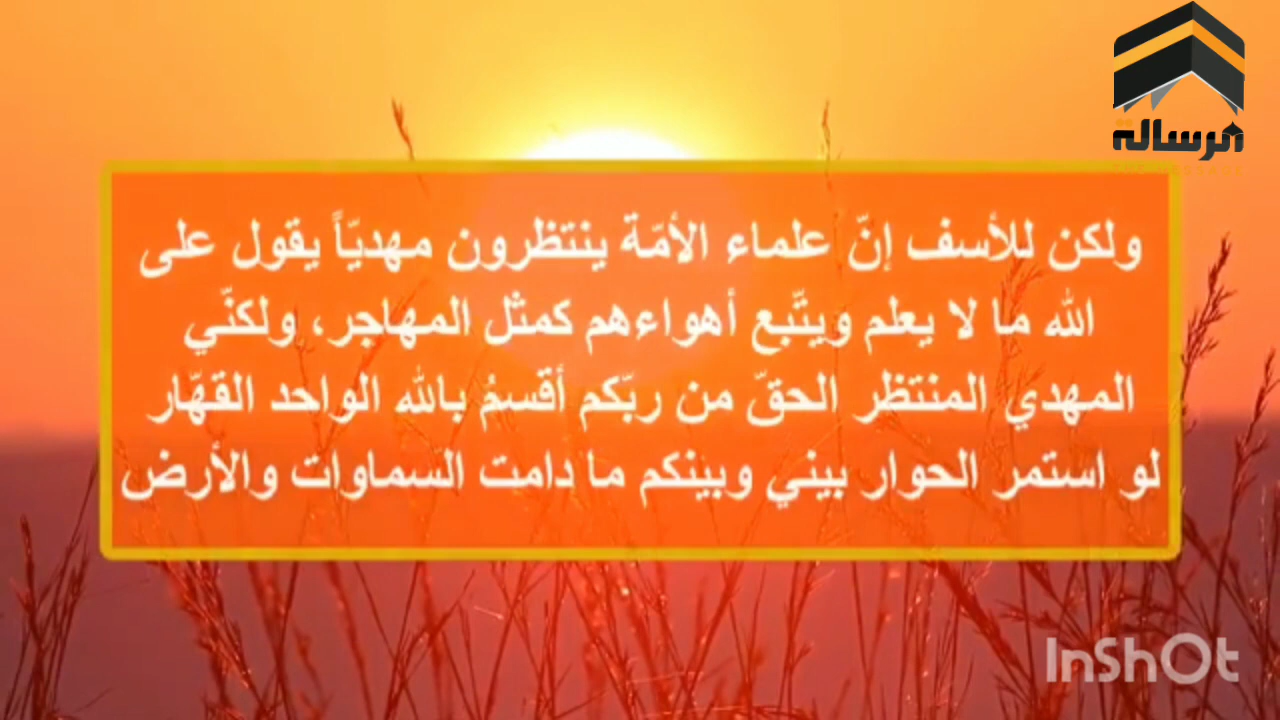 الرسالة
ولكن للأسف إنّ علماء الأمّة ينتظرون مهديّاً يقول على
الله ما لا يعلم ويتّبع أهواءهم كمثل المهاجر، ولكنّي
المهدي المنتظر الحقّ من ربّكم أقسمُ بالله الواحد القهّار
لو استمر الحوار بيني وبينكم ما دامت السماوات والأرض
InShOt